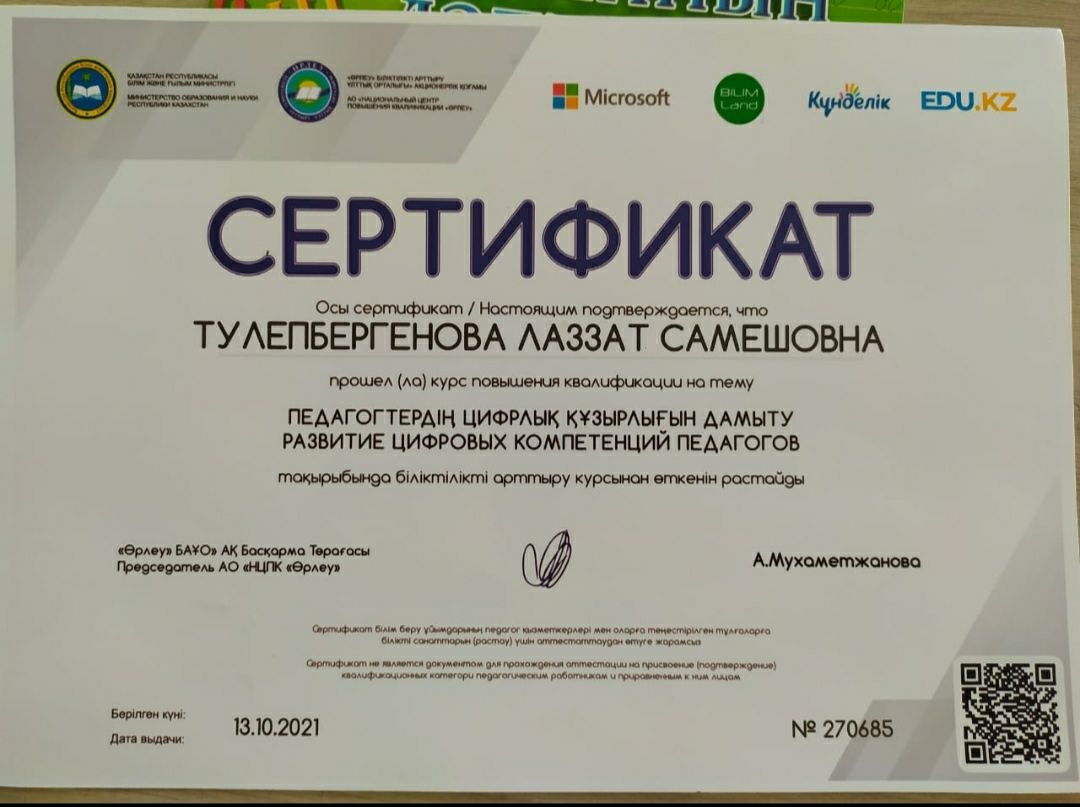 ҚАЗАҚСТАН РЕСПУБЛИКАСЫ
БІЛІМ ЖӘНЕ ҒЫЛЫМ МИНИСТРЛІГІ
МИНИСТЕРСТВО ОБРАЗОВАНИЯ И НАУКИ
РЕСПУБЛИКИ КАЗАХСТАН
ӨРЛЕУ
«ӨРЛЕУ» БІЛІКТІЛІКТІ АРТТЫРУ
ҰЛТТЫҚ ОРТАЛЫҒЫ» АКЦИОНЕРЛІК ҚОҒАМЫ
АО «НАЦИОНАЛЬНЫЙ ЦЕНТР
ПОВЫШЕНИЯ КВАЛИФИКАЦИИ «ӨРЛЕУ»
Microsoft
BILIM
Land
Күнделік
EDU.KZ
СЕРТИФИКАТ
Осы сертификат / Настоящим подтверждается, что
ТУЛЕПБЕРГЕНОВА ЛАЗЗАТ САМЕШОВНА
прошел (ла) курс повышения квалификации на тему
ПЕДАГОГТЕРДІҢ ЦИФРЛЫҚ ҚҰЗЫРЛЫҒЫН ДАМЫТУ
РАЗВИТИЕ ЦИФРОВЫХ КОМПЕТЕНЦИЙ ПЕДАГОГОВ
тақырыбында біліктілікті арттыру курсынан өткенін растайды
«Өрлеу» БАҰО» АҚ Басқарма Төрағасы
Председатель АО «НЦПК «Өрлеу»
А.Мухаметжанова
Сертификат білім беру ұйымдарының педагог қызметкерлері мен оларға теңестірілген тұлғаларға
білікті санаттарын (растау) үшін аттестаттаудан өтуге жарамсыз
Сертификат не является документом для прохождения аттестации на присвоение (подтверждение)
квалификационных категори педагогическим работникам и приравненным к ним лицам
Берілген күні:
Дата выдачи:
13.10.2021
№ 270685